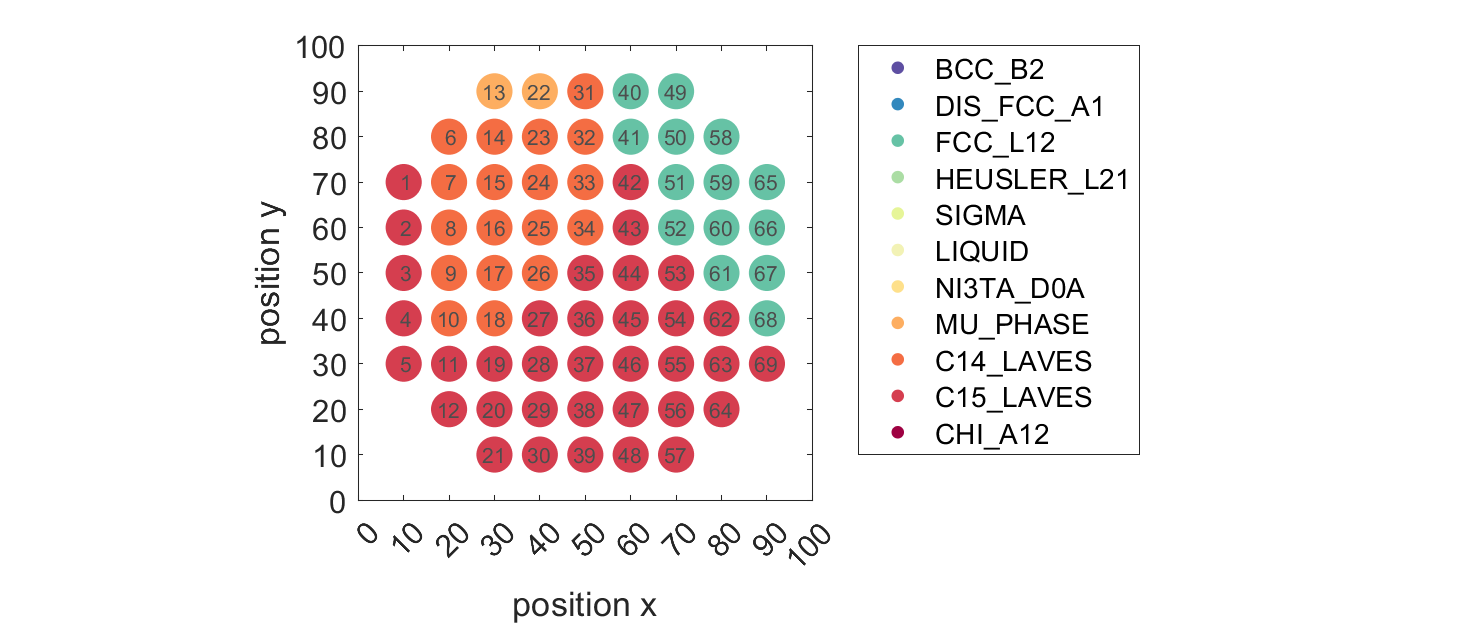 100
90 13 22 31 40 49
80 6 14 23 32 41 50 58
70 1 7 15 24 33 42 51 59 65
60 2 8 16 25 34 43 52 60 66
50 3 9 17 26 35 44 53 61 67
40 4 10 18 27 36 45 54 62 68
30 5 11 19 28 37 46 55 63 69
20 12 20 29 38 47 56 64
10 21 30 39 48 57
0
position y
0 10 20 30 40 50 60 70 80 90 100
position x
BCC_B2
DIS_FCC_A1
FCC_L12
HEUSLER_L21
SIGMA
LIQUID
NI3TA_D0A
MU_PHASE
C14_LAVES
C15_LAVES
CHI_A12